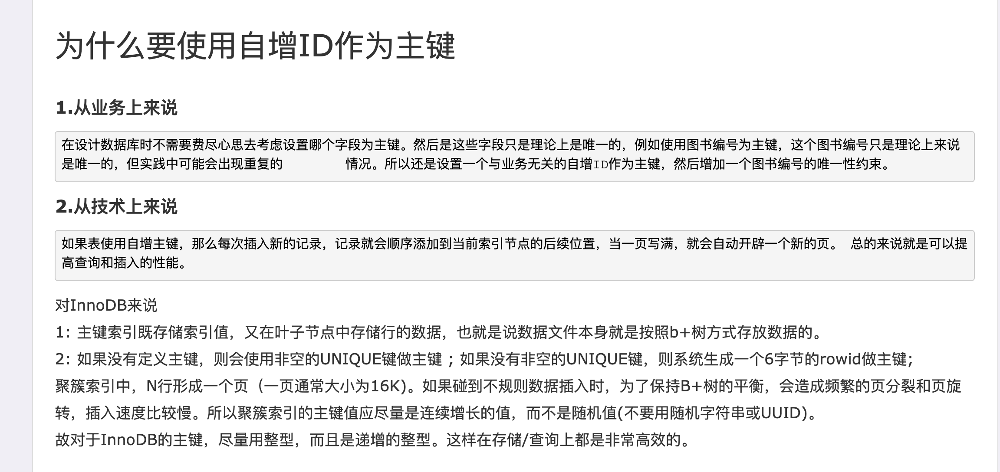 为什么要使用自增ID作为主键
1.从业务上来说
在设计数据库时不需要费尽心思去考虑设置哪个字段为主键。然后是这些字段只是理论上是唯一的，例如使用图书编号为主键，这个图书编号只是理论上来说
是唯一的，但实践中可能会出现重复的 情况。所以还是设置一个与业务无关的自增ID作为主键，然后增加一个图书编号的唯一性约束。
2.从技术上来说
如果表使用自增主键，那么每次插入新的记录，记录就会顺序添加到当前索引节点的后续位置，当一页写满，就会自动开辟一个新的页。 总的来说就是可以提
高查询和插入的性能。
对InnoDB来说
1: 主键索引既存储索引值，又在叶子节点中存储行的数据，也就是说数据文件本身就是按照b+树方式存放数据的。
2: 如果没有定义主键，则会使用非空的UNIQUE键做主键 ; 如果没有非空的UNIQUE键，则系统生成一个6字节的rowid做主键;
聚簇索引中，N行形成一个页（一页通常大小为16K)。如果碰到不规则数据插入时，为了保持B+树的平衡，会造成频繁的页分裂和页旋
转，插入速度比较慢。所以聚簇索引的主键值应尽量是连续增长的值，而不是随机值(不要用随机字符串或UUID)。
故对于InnoDB的主键，尽量用整型，而且是递增的整型。这样在存储/查询上都是非常高效的。